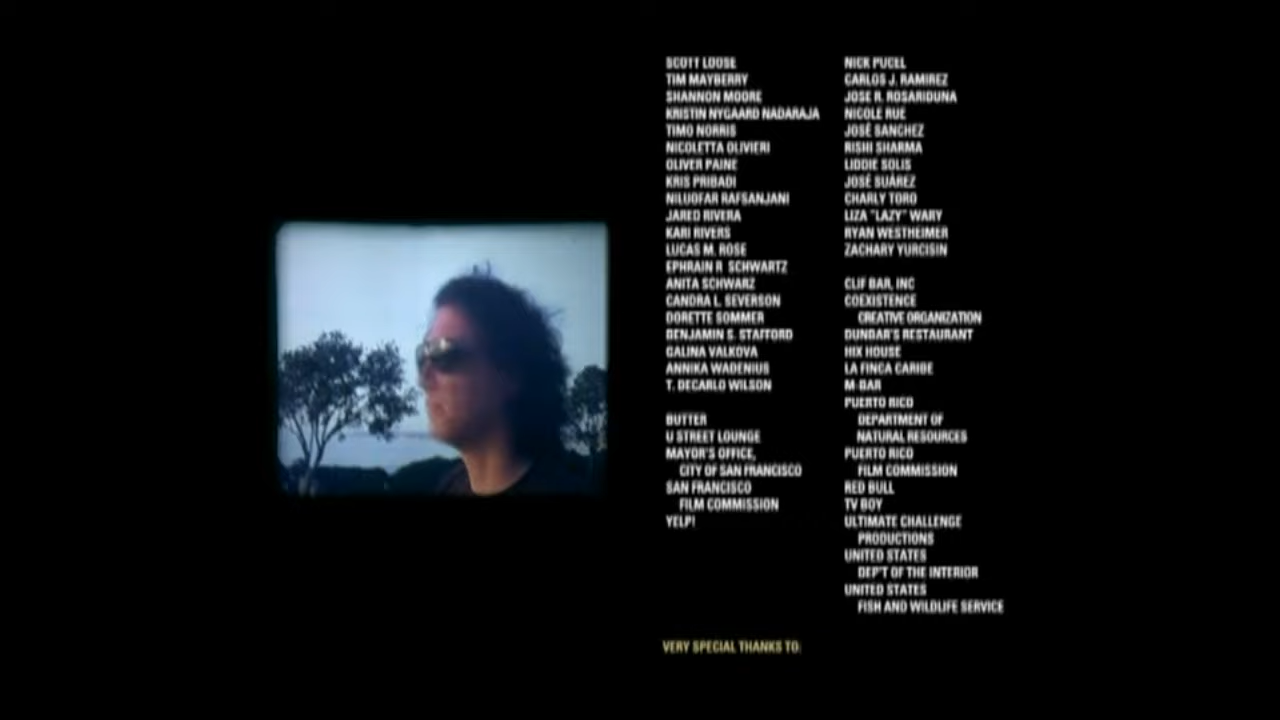 SCOTT LOOSE
TIM MAYBERRY
SHANNON MOORE
KRISTIN NYGAARD NADARAJA
TIMO NORRIS
NICOLETTA OLIVIERI
OLIVER PAINE
KRIS PRIBADI
NILUOFAR RAFSANJANI
JARED RIVERA
KARI RIVERS
LUCAS M. ROSE
EPHRAIN R. SCHWARTZ
ANITA SCHWARZ
CANDRA L. SEVERSON
DORETTE SOMMER
BENJAMIN S. STAFFORD
GALINA VALKOVA
ANNIKA WADENIUS
T. DECARLO WILSON
BUTTER
U STREET LOUNGE
MAYOR'S OFFICE,
CITY OF SAN FRANCISCO
SAN FRANCISCO
FILM COMMISSION
YELP!
NICK PUCEL
CARLOS J. RAMIREZ
JOSE R. ROSARIDUNA
NICOLE RUE
JOSÉ SANCHEZ
RISHI SHARMA
LIDDIE SOLIS
JOSÉ SUÁREZ
CHARLY TORO
LIZA "LAZY" WARY
RYAN WESTHEIMER
ZACHARY YURCISIN
CLIF BAR, INC
COEXISTENCE
CREATIVE ORGANIZATION
DUNBAR'S RESTAURANT
HIX HOUSE
LA FINCA CARIBE
M-BAR
PUERTO RICO
DEPARTMENT OF
NATURAL RESOURCES
PUERTO RICO
FILM COMMISSION
RED BULL
TV BOY
ULTIMATE CHALLENGE
PRODUCTIONS
UNITED STATES
DEP'T OF THE INTERIOR
UNITED STATES
FISH AND WILDLIFE SERVICE
VERY SPECIAL THANKS TO: